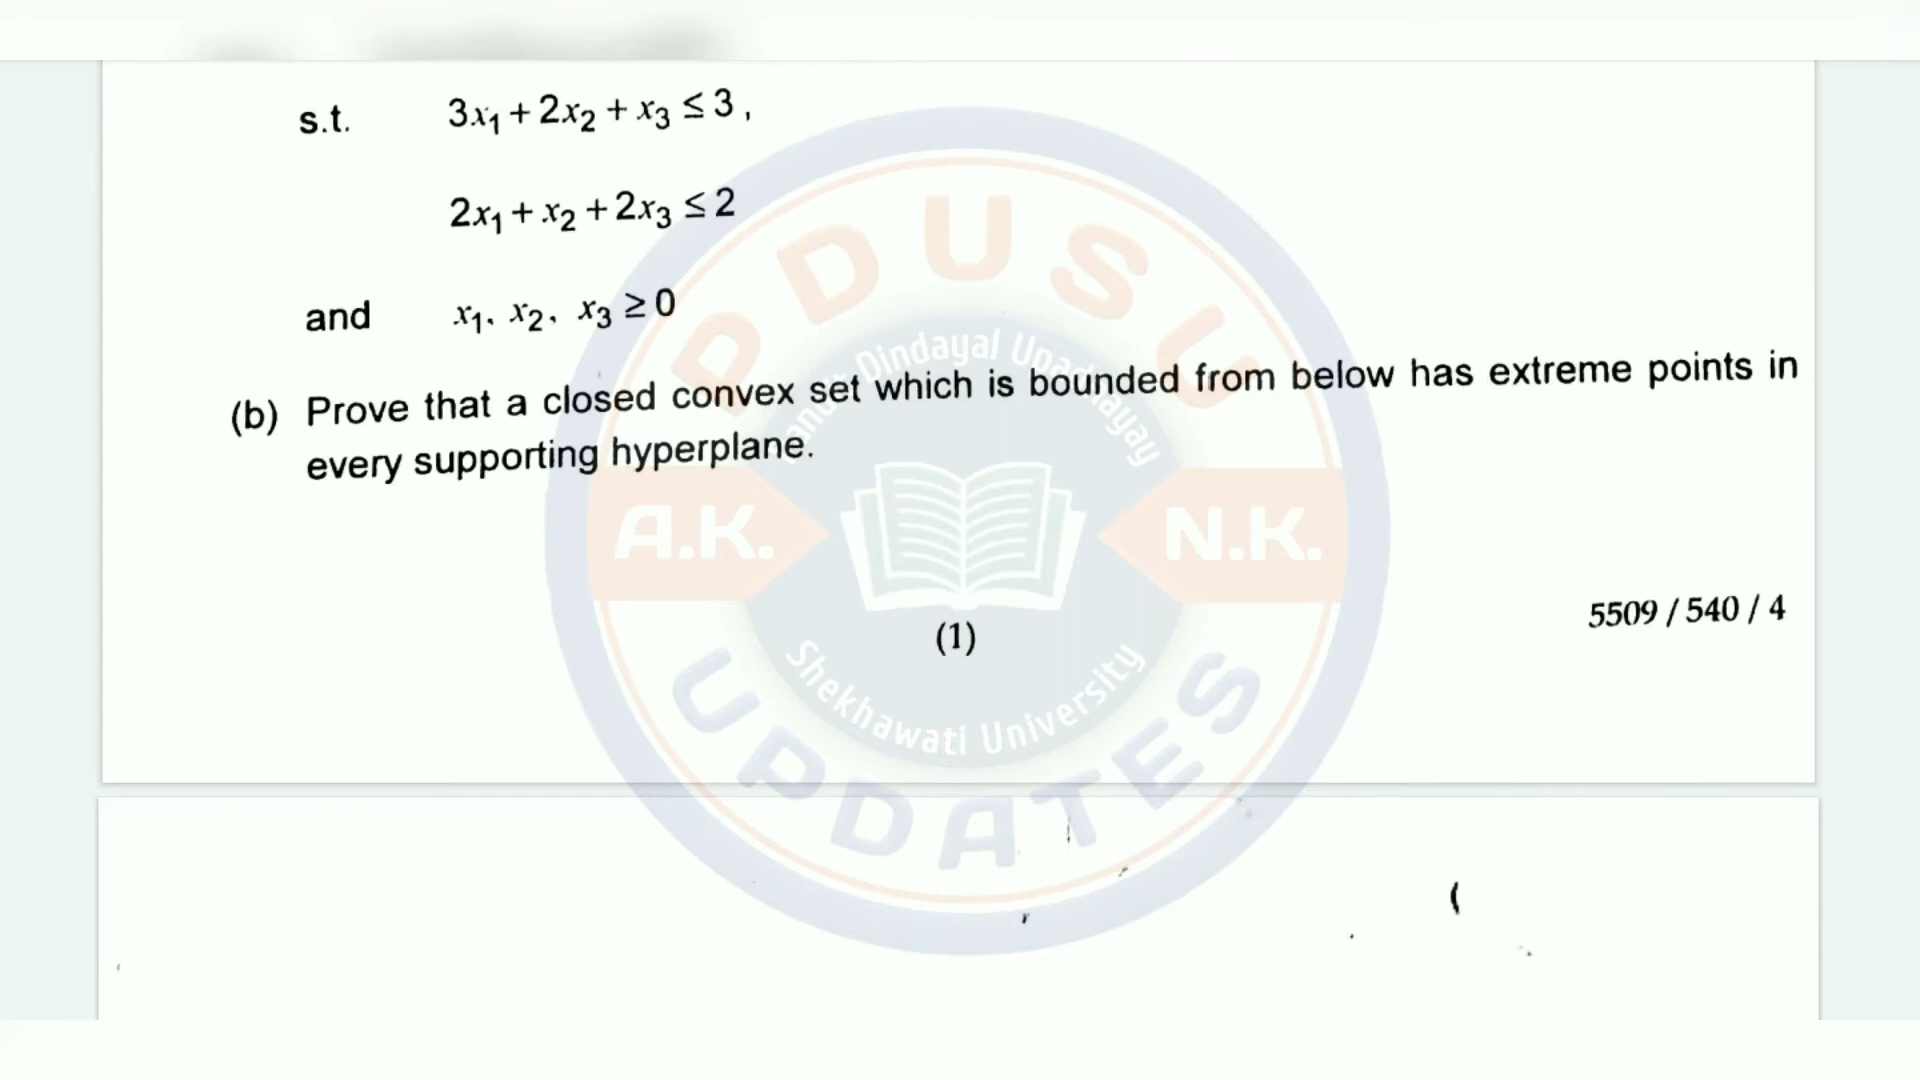 s.t. 3x₁ + 2x₂ + x₃ ≤ 3 ,
2x₁ + x₂ + 2x₃ ≤ 2
and x₁, x₂, x₃ ≥ 0
(b) Prove that a closed convex set which is bounded from below has extreme points in
every supporting hyperplane.
(1)
5509 / 540 / 4
PDUSU
Dindayal
A.K.
N.K.
Shekhawati University
UPDATES